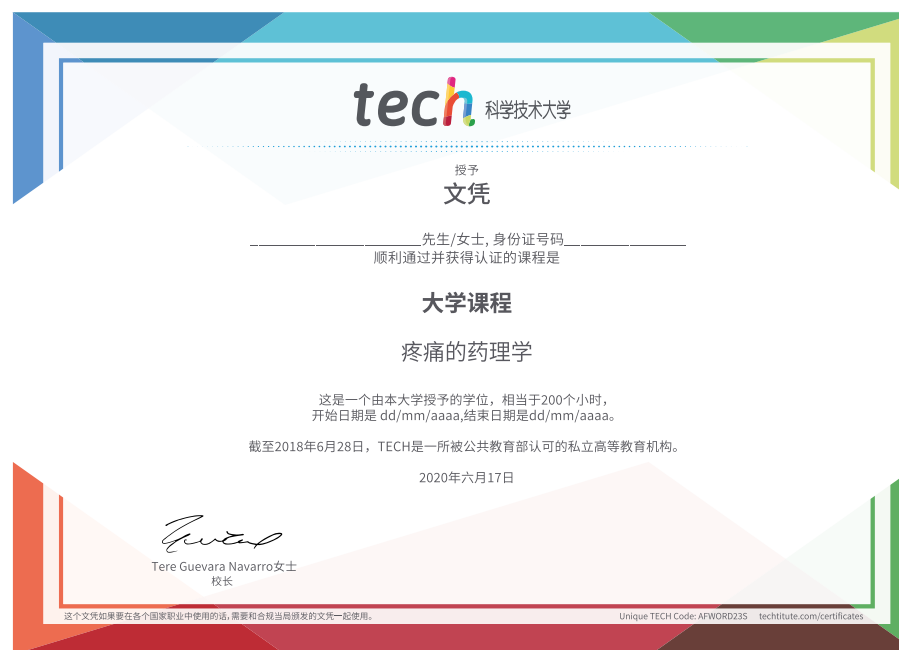 tech 科学技术大学
授予
文凭
_______________________先生/女士, 身份证号码_________________
顺利通过并获得认证的课程是
大学课程
疼痛的药理学
这是一个由本大学授予的学位，相当于200个小时，
开始日期是 dd/mm/aaaa,结束日期是dd/mm/aaaa。
截至2018年6月28日，TECH是一所被公共教育部认可的私立高等教育机构。
2020年六月17日
Tere Guevara Navarro女士
校长
这个文凭如果要在各个国家职业中使用的话,需要和合规当局颁发的文凭一起使用。
Unique TECH Code: AFWORD23S techtitute.com/certificates